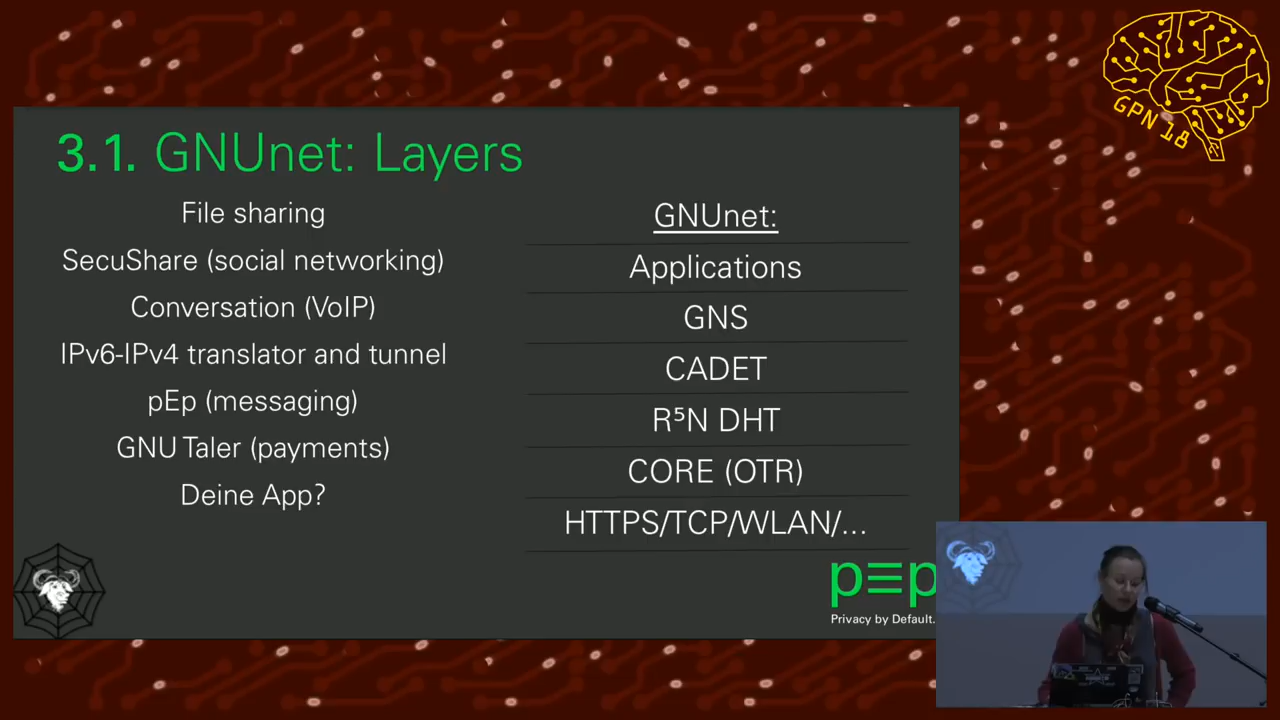 GPN 18
3.1. GNUnet: Layers
File sharing
SecuShare (social networking)
Conversation (VoIP)
IPv6-IPv4 translator and tunnel
pEp (messaging)
GNU Taler (payments)
Deine App?
GNUnet:
Applications
GNS
CADET
R⁵N DHT
CORE (OTR)
HTTPS/TCP/WLAN/...
p≡p
Privacy by Default.